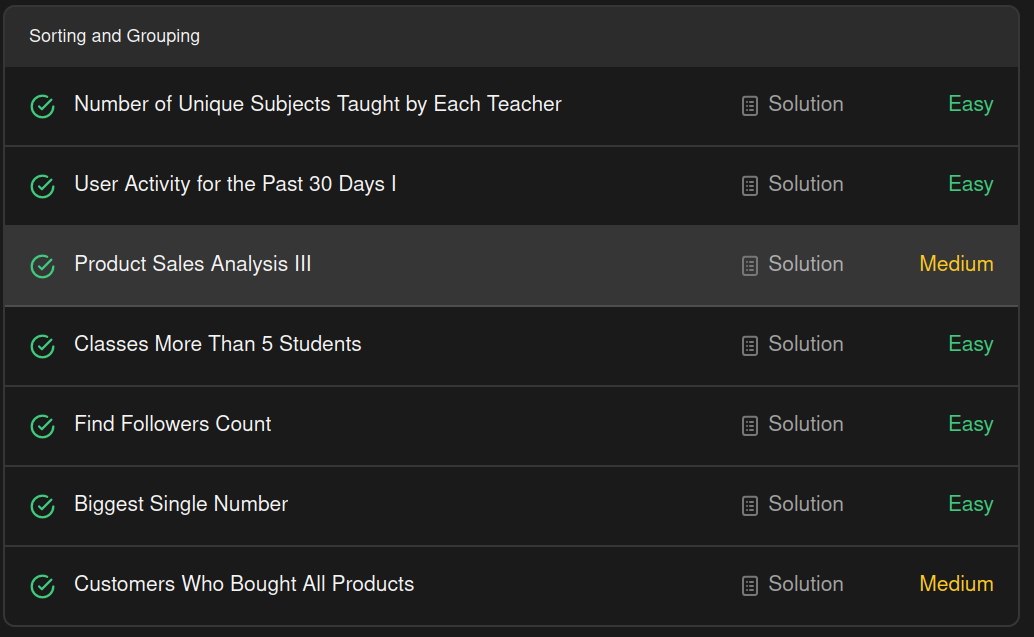 Sorting and Grouping
Number of Unique Subjects Taught by Each Teacher Solution Easy
User Activity for the Past 30 Days I Solution Easy
Product Sales Analysis III Solution Medium
Classes More Than 5 Students Solution Easy
Find Followers Count Solution Easy
Biggest Single Number Solution Easy
Customers Who Bought All Products Solution Medium